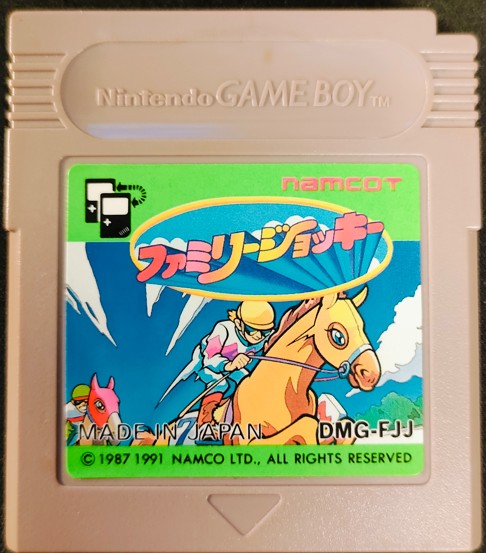 Nintendo GAME BOY TM
namcot
ファミリージョッキー
7
MADE IN JAPAN DMG-FJJ
© 1987 1991 NAMCO LTD., ALL RIGHTS RESERVED